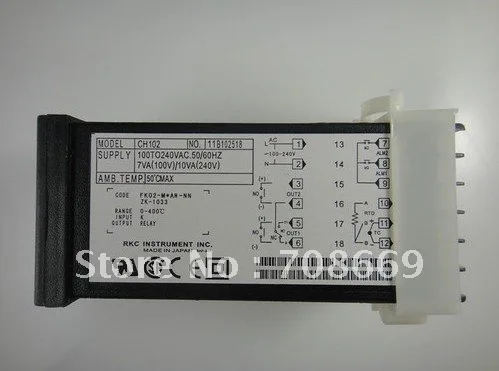 MODEL CH102 NO. 11B102518
SUPPLY 100TO240VAC.50/60HZ
7VA(100V)/10VA(240V)
AMB.TEMP. 50°CMAX
CODE FK02-M*AN-NN
ZK-1033
RANGE 0-400℃
INPUT K
OUTPUT RELAY
RKC INSTRUMENT INC.
MADE IN JAPAN
AC
L
~100-240V
N
NO
OUT2
NO
NC
OUT1
1
2
3
4
5
6
13
14
15
16
17
18
NO
ALM2
NO
ALM1
RTD
TC
7
8
9
10
11
12
Store No: 708669